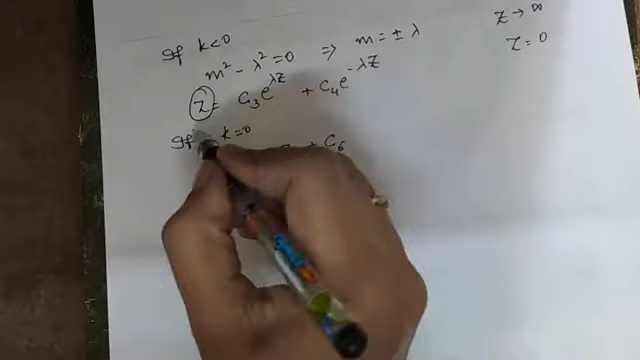 If k<0
m² - λ² = 0 ⇒ m = ± λ
Z = C₃e^λz + C₄e^-λz
If k=0
+ C₆
z → ∞
Z = 0